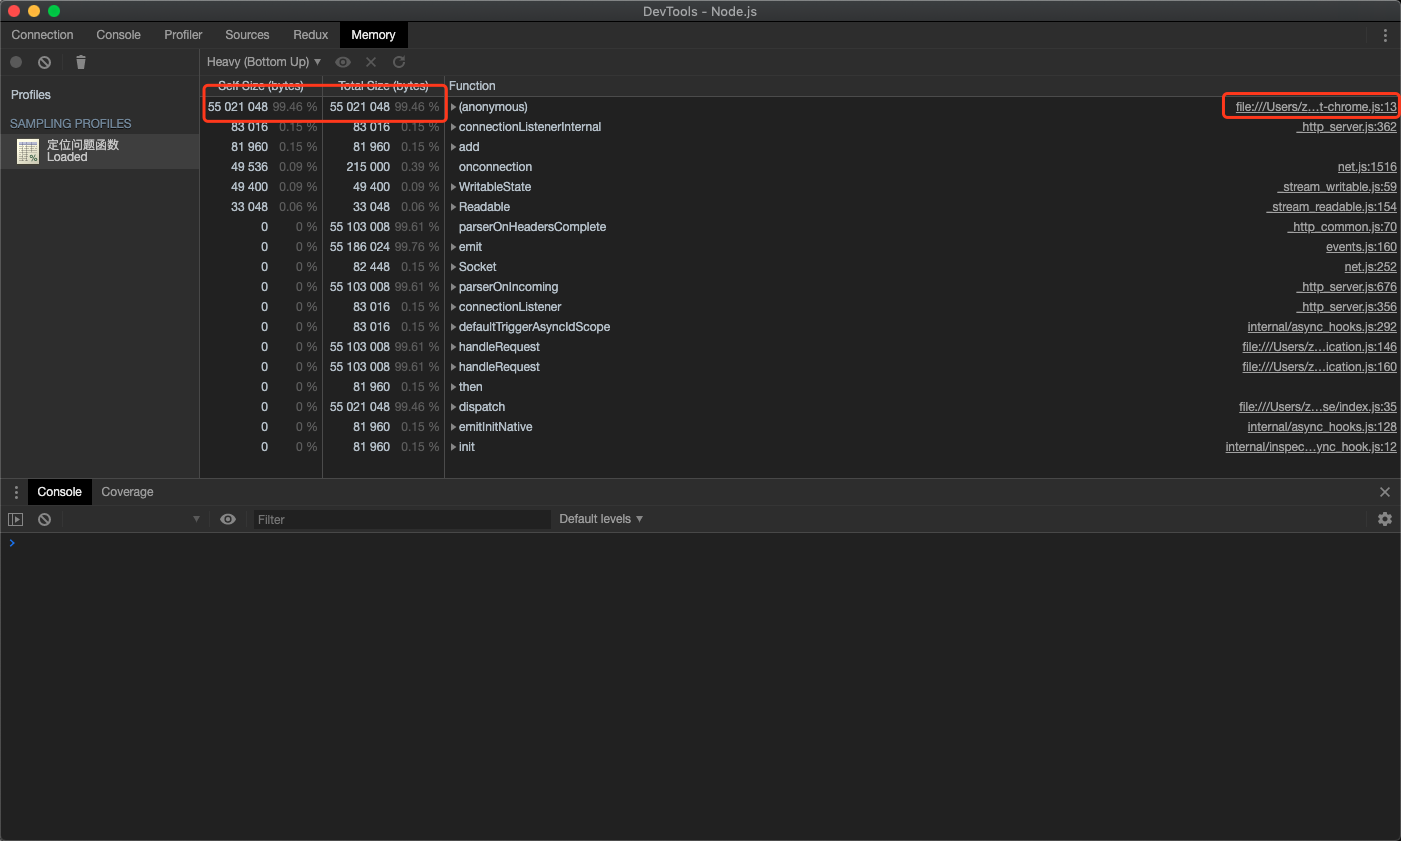 DevTools - Node.js
Connection Console Profiler Sources Redux Memory
Heavy (Bottom Up) ▼
Profiles
SAMPLING PROFILES
定位问题函数
Loaded
Self Size (bytes) Total Size (bytes) Function
55 021 048 99.46 % 55 021 048 99.46 % (anonymous) file:///Users/z…t-chrome.js:13
83 016 0.15 % 83 016 0.15 % connectionListenerInternal _http_server.js:362
81 960 0.15 % 81 960 0.15 % add
49 536 0.09 % 215 000 0.39 % onconnection net.js:1516
49 400 0.09 % 49 400 0.09 % WritableState _stream_writable.js:59
33 048 0.06 % 33 048 0.06 % Readable _stream_readable.js:154
0 0 % 55 103 008 99.61 % parserOnHeadersComplete _http_common.js:70
0 0 % 55 186 024 99.76 % emit events.js:160
0 0 % 82 448 0.15 % Socket net.js:252
0 0 % 55 103 008 99.61 % parserOnIncoming _http_server.js:676
0 0 % 83 016 0.15 % connectionListener _http_server.js:356
0 0 % 83 016 0.15 % defaultTriggerAsyncIdScope internal/async_hooks.js:292
0 0 % 55 103 008 99.61 % handleRequest file:///Users/z…ication.js:146
0 0 % 55 103 008 99.61 % handleRequest file:///Users/z…ication.js:160
0 0 % 81 960 0.15 % then
0 0 % 55 021 048 99.46 % dispatch file:///Users/z…se/index.js:35
0 0 % 81 960 0.15 % emitInitNative internal/async_hooks.js:128
0 0 % 81 960 0.15 % init internal/inspec…ync_hook.js:12
Console Coverage
Filter Default levels ▼